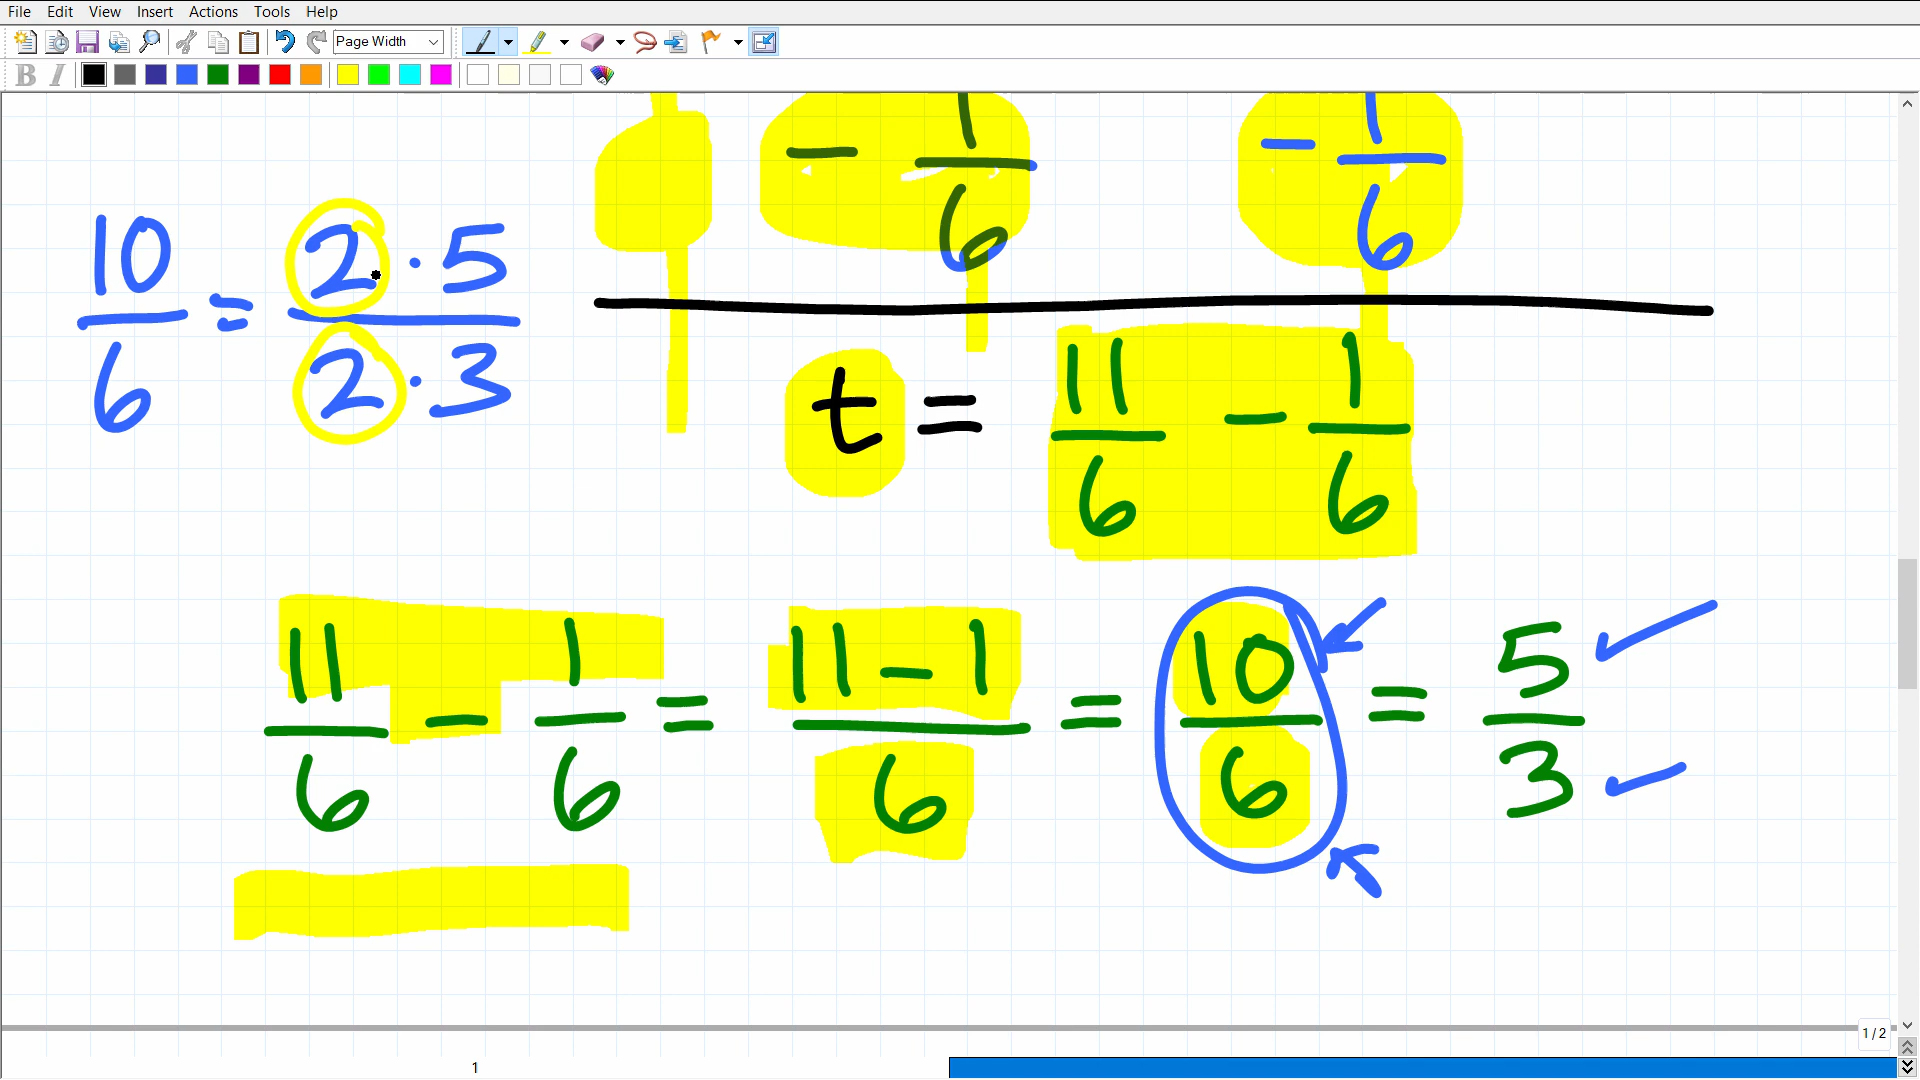 File Edit View Insert Actions Tools Help
Page Width
B I
- 1/6 - 1/6
10/6 = 2·5/2·3
t = 11/6 - 1/6
11/6 - 1/6 = 11-1/6 = 10/6 = 5/3
1 / 2
1